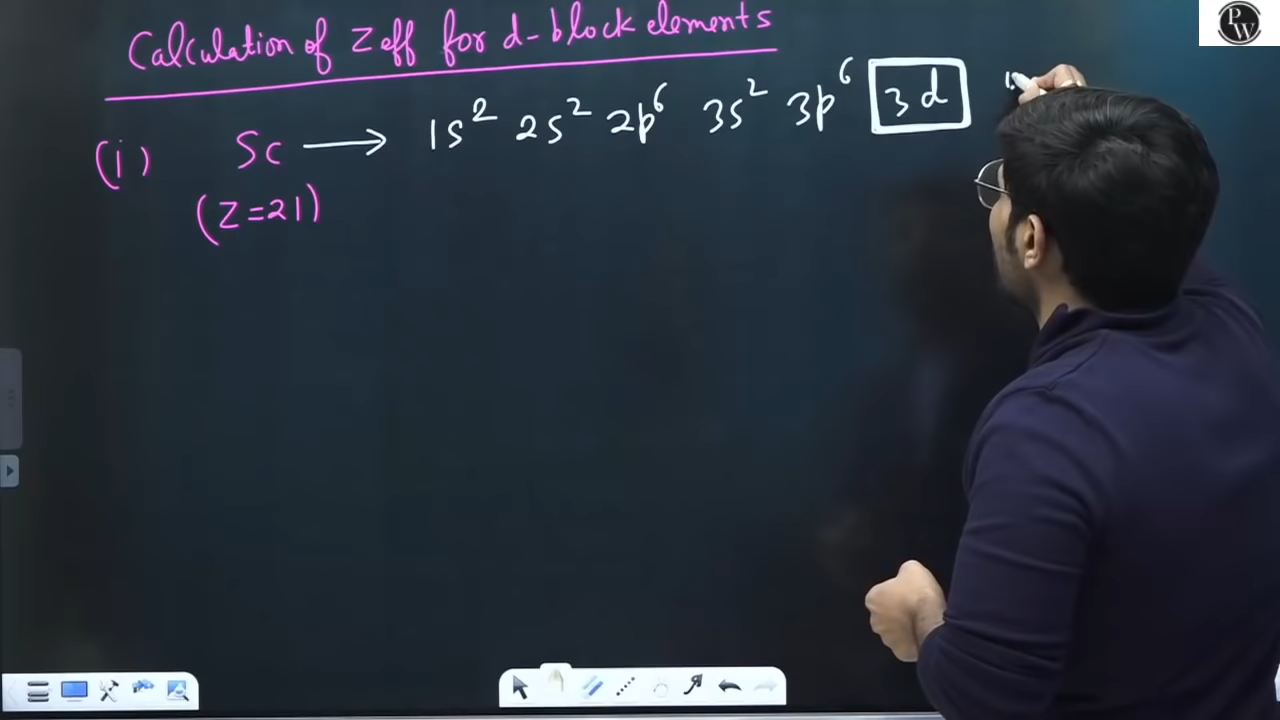 Calculation of Zeff for d-block elements
(i) Sc → 1s² 2s² 2p⁶ 3s² 3p⁶ 3d
(Z=21)
PW